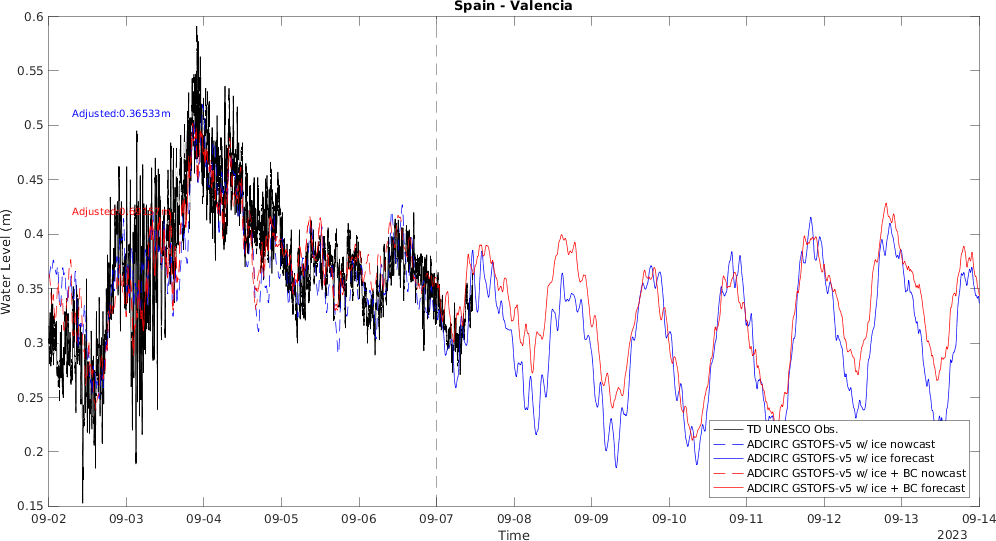 Spain - Valencia
0.6
0.55
0.5
0.45
0.4
0.35
0.3
0.25
0.2
0.15
Water Level (m)
Adjusted:0.36533m
TD UNESCO Obs.
ADCIRC GSTOFS-v5 w/ ice nowcast
ADCIRC GSTOFS-v5 w/ ice forecast
ADCIRC GSTOFS-v5 w/ ice + BC nowcast
ADCIRC GSTOFS-v5 w/ ice + BC forecast
09-02 09-03 09-04 09-05 09-06 09-07 09-08 09-09 09-10 09-11 09-12 09-13 09-14
Time
2023